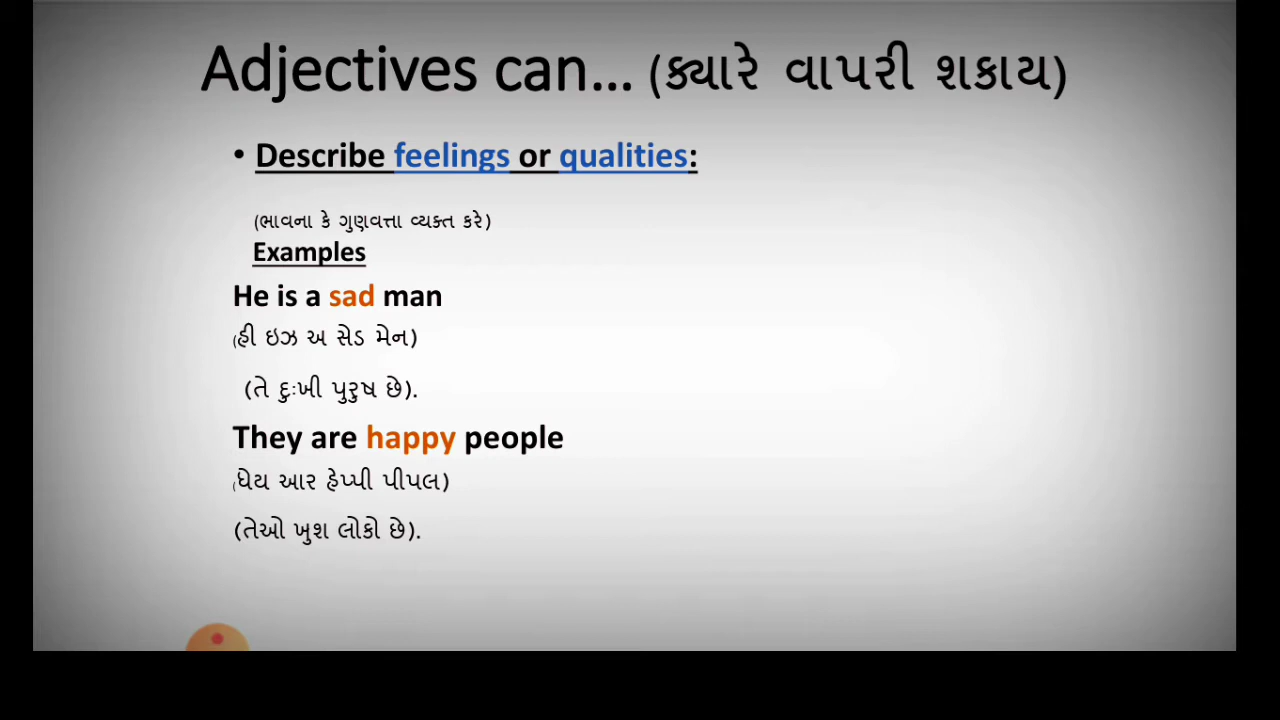 Adjectives can... (ક્યારે વાપરી શકાય)
• Describe feelings or qualities:
(ભાવના કે ગુણવત્તા વ્યક્ત કરે)
Examples
He is a sad man
(હી ઇઝ અ સેડ મેન)
(તે દુઃખી પુરુષ છે).
They are happy people
(ધેય આર હેપ્પી પીપલ)
(તેઓ ખુશ લોકો છે).